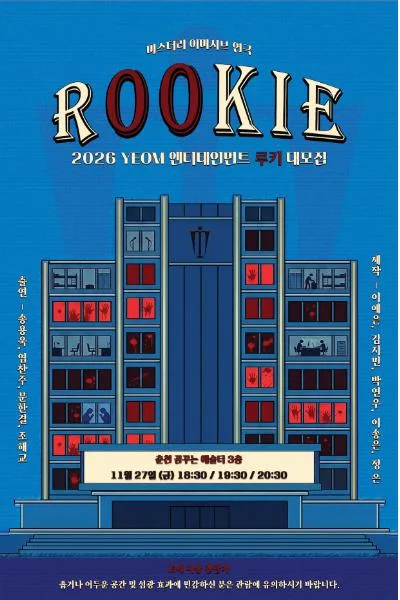 미스터리 이머시브 연극
ROOKIE
2026 YEOM 엔터테인먼트 루키 대모집
출연 - 송용욱, 염찬주, 문한결, 조혜교
제작 - 이예은, 김지민, 박연우, 이송은, 정은
춘천 꿈꾸는 예술터 3층
11월 27일 (금) 18:30 / 19:30 / 20:30
좁거나 어두운 공간 및 섬광 효과에 민감하신 분은 관람에 유의하시기 바랍니다.